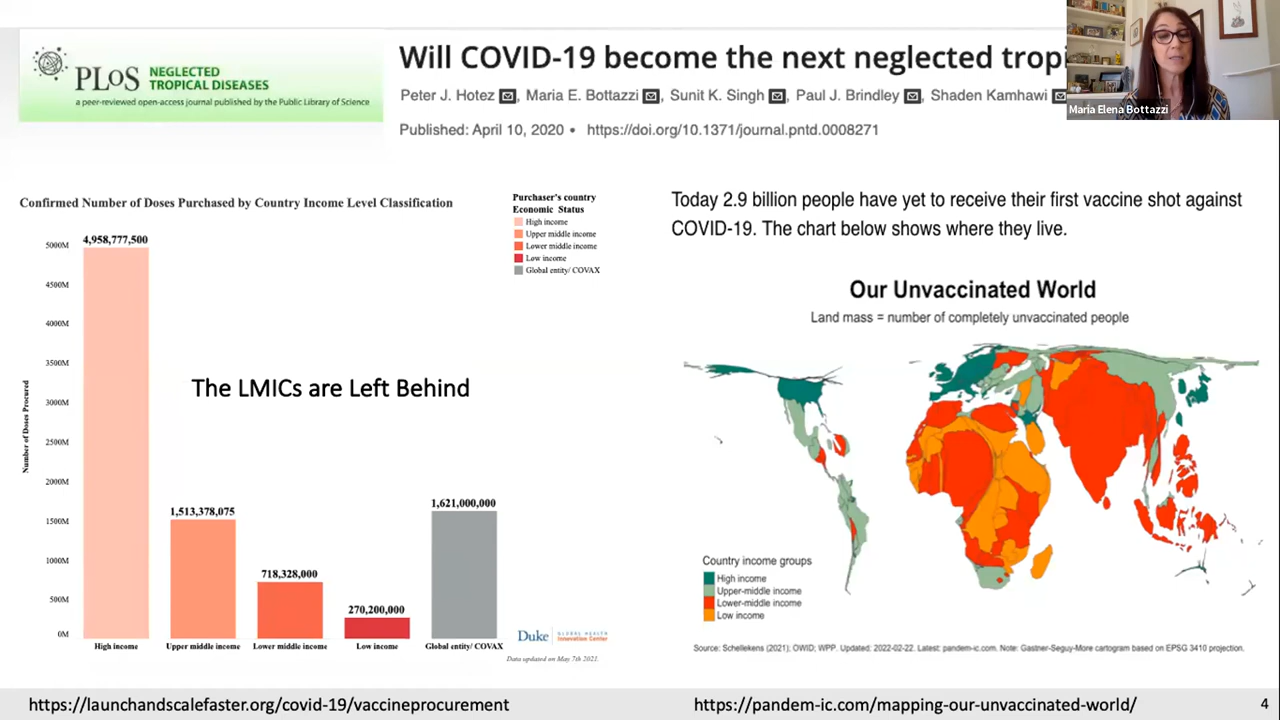 PLOS NEGLECTED
TROPICAL DISEASES
a peer-reviewed open-access journal published by the Public Library of Science
Will COVID-19 become the next neglected
Peter J. Hotez, Maria E. Bottazzi, Sunit K. Singh, Paul J. Brindley, Shaden Kamhawi
Published: April 10, 2020 • https://doi.org/10.1371/journal.pntd.0008271
Maria Elena Bottazzi
Confirmed Number of Doses Purchased by Country Income Level Classification
Purchaser's country
Economic Status
High income
Upper middle income
Lower middle income
Low income
Global entity/ COVAX
Number of Doses Procured
5000M
4500M
4000M
3500M
3000M
2500M
2000M
1500M
1000M
500M
0M
4,958,777,500
1,513,378,075
718,328,000
270,200,000
1,621,000,000
The LMICs are Left Behind
High income
Upper middle income
Lower middle income
Low income
Global entity/ COVAX
Duke GLOBAL HEALTH
Innovation Center
Data updated on May 7th 2021.
Today 2.9 billion people have yet to receive their first vaccine shot against
COVID-19. The chart below shows where they live.
Our Unvaccinated World
Land mass = number of completely unvaccinated people
Country income groups
High income
Upper-middle income
Lower-middle income
Low income
Source: Schellekens (2021); OWID; WPP. Updated: 2022-02-22. Latest: pandem-ic.com. Note: Gastner-Seguy-More cartogram based on EPSG 3410 projection.
https://launchandscalefaster.org/covid-19/vaccineprocurement
https://pandem-ic.com/mapping-our-unvaccinated-world/
4